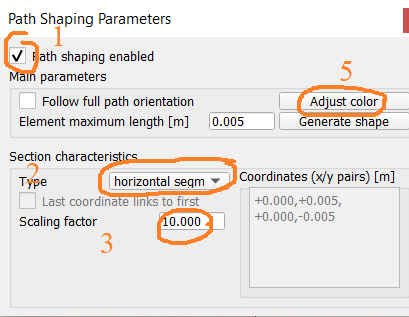 Path Shaping Parameters
1
Path shaping enabled
Main parameters
5
Follow full path orientation
Adjust color
Element maximum length [m]
0.005
Generate shape
Section characteristics
2
Type
horizontal segm
Coordinates (x/y pairs) [m]
Last coordinate links to first
+0.000,+0.005,
+0.000,-0.005
Scaling factor
10.000
3